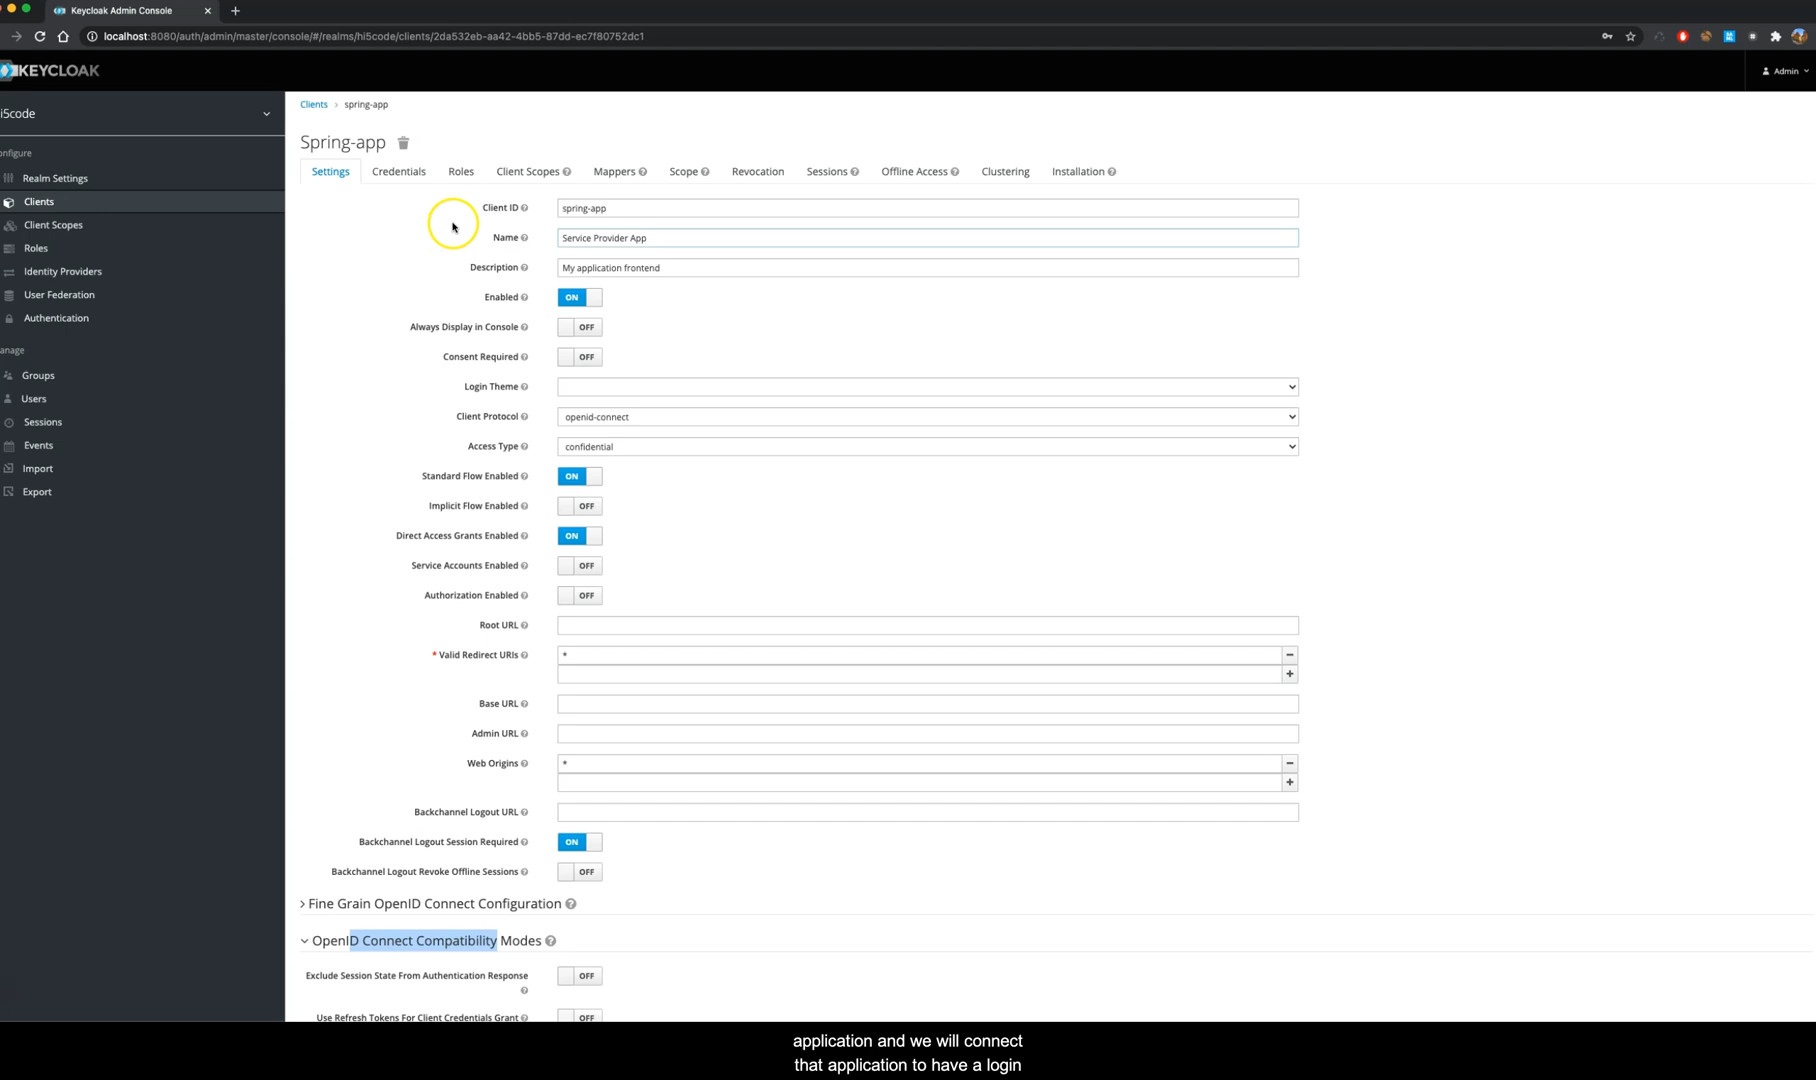 Keycloak Admin Console
localhost:8080/auth/admin/master/console/#/realms/hi5code/clients/2da532eb-aa42-4bb5-87dd-ec7f80752dc1
KEYCLOAK
Admin
i5code
onfigure
Realm Settings
Clients
Client Scopes
Roles
Identity Providers
User Federation
Authentication
anage
Groups
Users
Sessions
Events
Import
Export
Clients > spring-app
Spring-app
Settings Credentials Roles Client Scopes Mappers Scope Revocation Sessions Offline Access Clustering Installation
Client ID spring-app
Name Service Provider App
Description My application frontend
Enabled ON
Always Display in Console OFF
Consent Required OFF
Login Theme
Client Protocol openid-connect
Access Type confidential
Standard Flow Enabled ON
Implicit Flow Enabled OFF
Direct Access Grants Enabled ON
Service Accounts Enabled OFF
Authorization Enabled OFF
Root URL
* Valid Redirect URIs *
Base URL
Admin URL
Web Origins *
Backchannel Logout URL
Backchannel Logout Session Required ON
Backchannel Logout Revoke Offline Sessions OFF
Fine Grain OpenID Connect Configuration
OpenID Connect Compatibility Modes
Exclude Session State From Authentication Response OFF
Use Refresh Tokens For Client Credentials Grant OFF
application and we will connect
that application to have a login